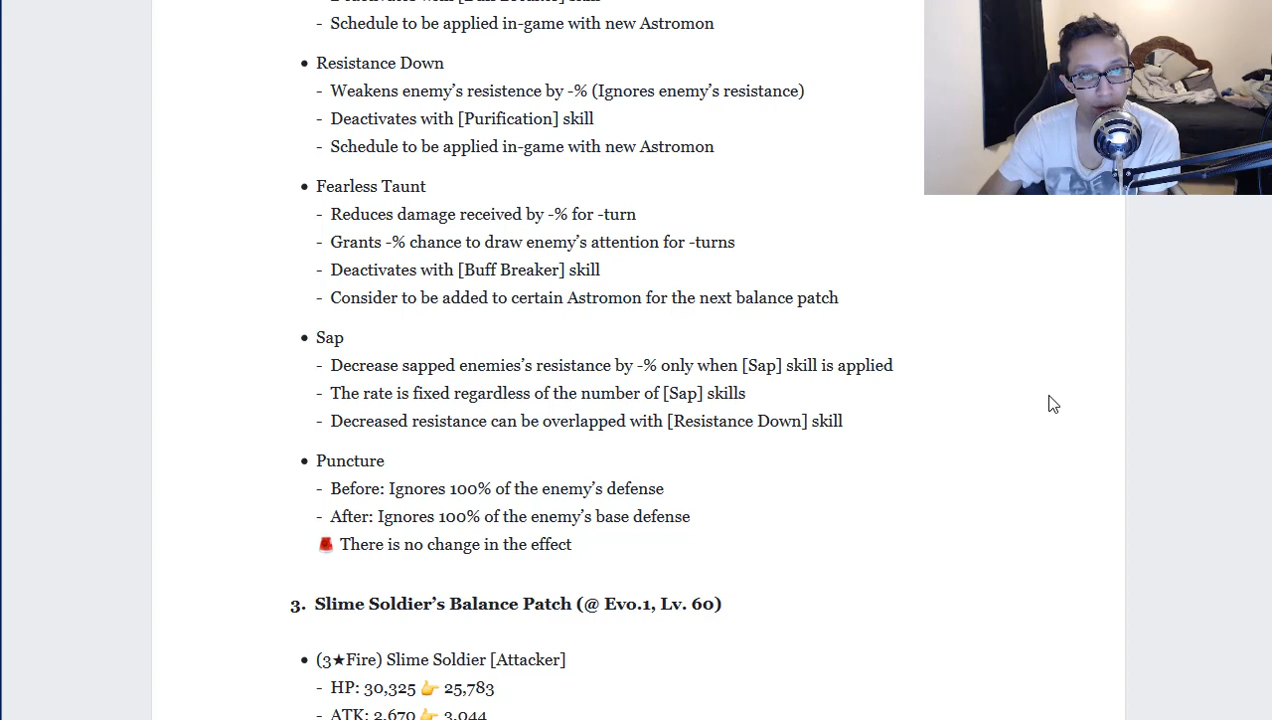 - Schedule to be applied in-game with new Astromon
• Resistance Down
- Weakens enemy's resistence by -% (Ignores enemy's resistance)
- Deactivates with [Purification] skill
- Schedule to be applied in-game with new Astromon
• Fearless Taunt
- Reduces damage received by -% for -turn
- Grants -% chance to draw enemy's attention for -turns
- Deactivates with [Buff Breaker] skill
- Consider to be added to certain Astromon for the next balance patch
• Sap
- Decrease sapped enemies's resistance by -% only when [Sap] skill is applied
- The rate is fixed regardless of the number of [Sap] skills
- Decreased resistance can be overlapped with [Resistance Down] skill
• Puncture
- Before: Ignores 100% of the enemy's defense
- After: Ignores 100% of the enemy's base defense
There is no change in the effect
3. Slime Soldier's Balance Patch (@ Evo.1, Lv. 60)
• (3★Fire) Slime Soldier [Attacker]
- HP: 30,325 👉 25,783
- ATK: 2,670 👉 3,044